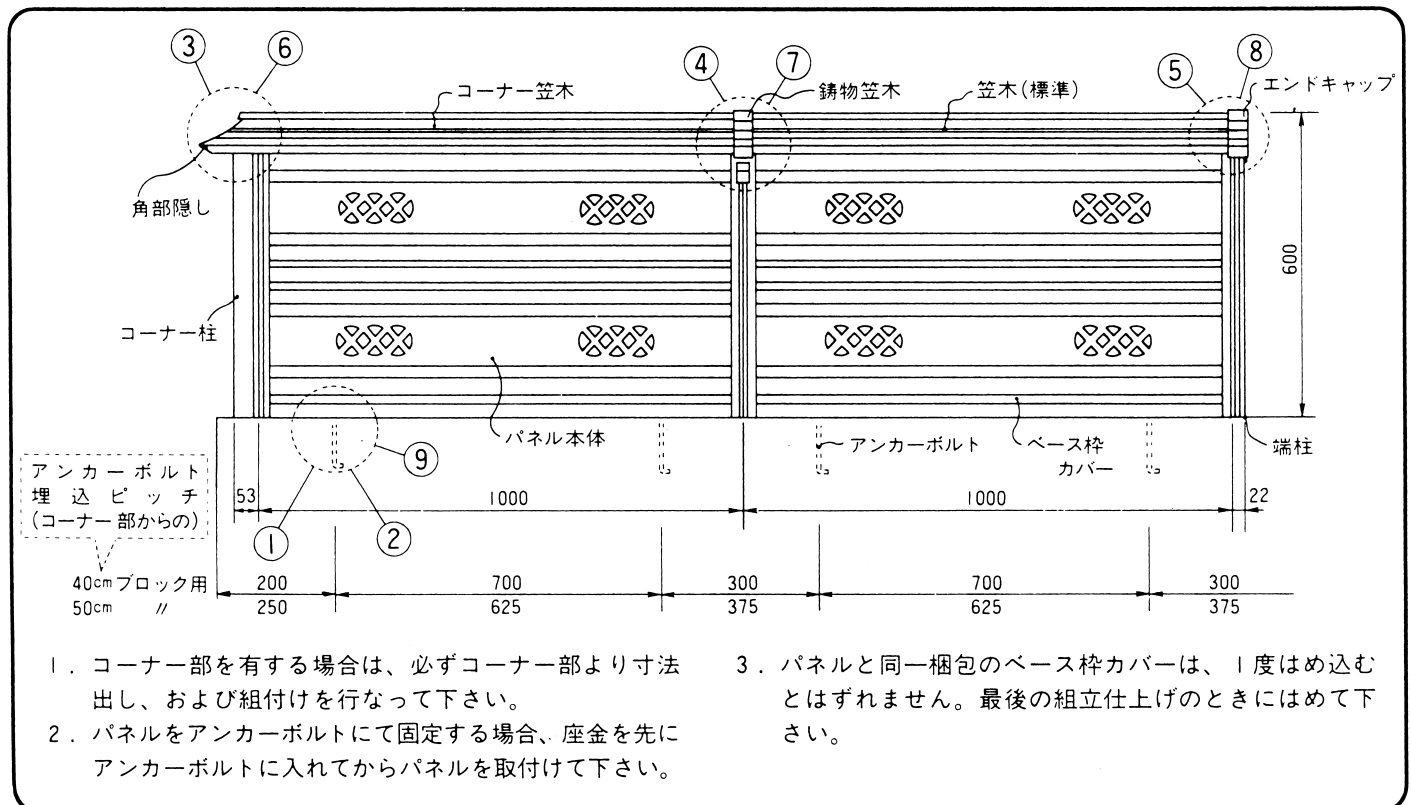 ③ ⑥ ④ ⑦ ⑤ ⑧
コーナー笠木
鋳物笠木
笠木(標準)
エンドキャップ
角部隠し
600
コーナー柱
パネル本体
アンカーボルト
ベース枠
カバー
端柱
⑨
① ②
アンカーボルト
埋込ピッチ
(コーナー部からの)
53 1000 1000 22
40cmブロック用 200 700 300 700 300
50cm 〃 250 625 375 625 375
1. コーナー部を有する場合は、必ずコーナー部より寸法
出し、および組付けを行なって下さい。
2. パネルをアンカーボルトにて固定する場合、座金を先に
アンカーボルトに入れてからパネルを取付けて下さい。
3. パネルと同一梱包のベース枠カバーは、1度はめ込む
とはずれません。最後の組立仕上げのときにはめて下
さい。